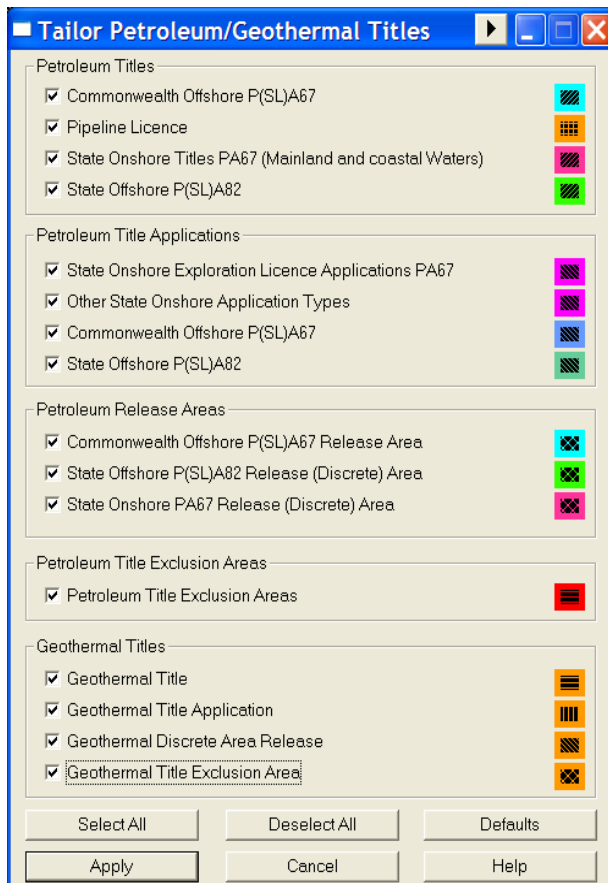 Tailor Petroleum/Geothermal Titles
Petroleum Titles
Commonwealth Offshore P(SL)A67
Pipeline Licence
State Onshore Titles PA67 (Mainland and coastal Waters)
State Offshore P(SL)A82
Petroleum Title Applications
State Onshore Exploration Licence Applications PA67
Other State Onshore Application Types
Commonwealth Offshore P(SL)A67
State Offshore P(SL)A82
Petroleum Release Areas
Commonwealth Offshore P(SL)A67 Release Area
State Offshore P(SL)A82 Release (Discrete) Area
State Onshore PA67 Release (Discrete) Area
Petroleum Title Exclusion Areas
Petroleum Title Exclusion Areas
Geothermal Titles
Geothermal Title
Geothermal Title Application
Geothermal Discrete Area Release
Geothermal Title Exclusion Area
Select All Deselect All Defaults
Apply Cancel Help